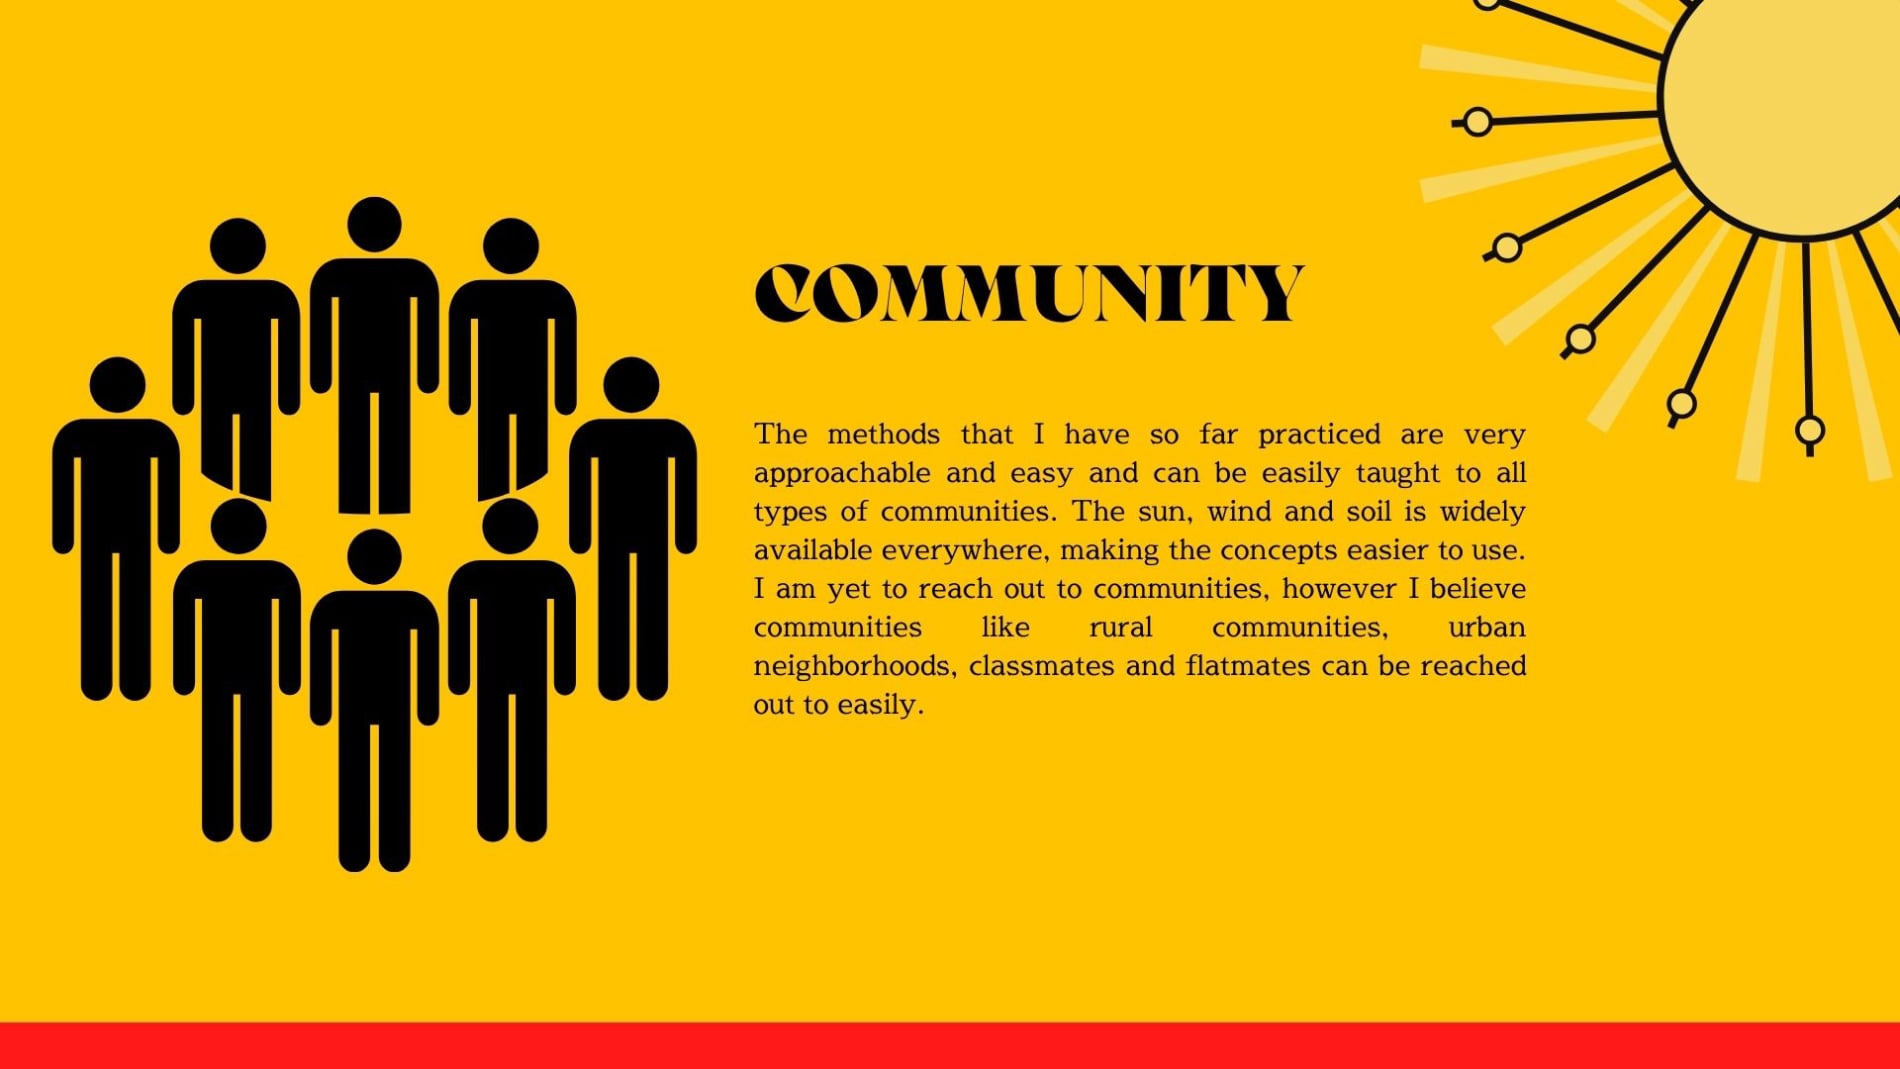 COMMUNITY
The methods that I have so far practiced are very
approachable and easy and can be easily taught to all
types of communities. The sun, wind and soil is widely
available everywhere, making the concepts easier to use.
I am yet to reach out to communities, however I believe
communities like rural communities, urban
neighborhoods, classmates and flatmates can be reached
out to easily.